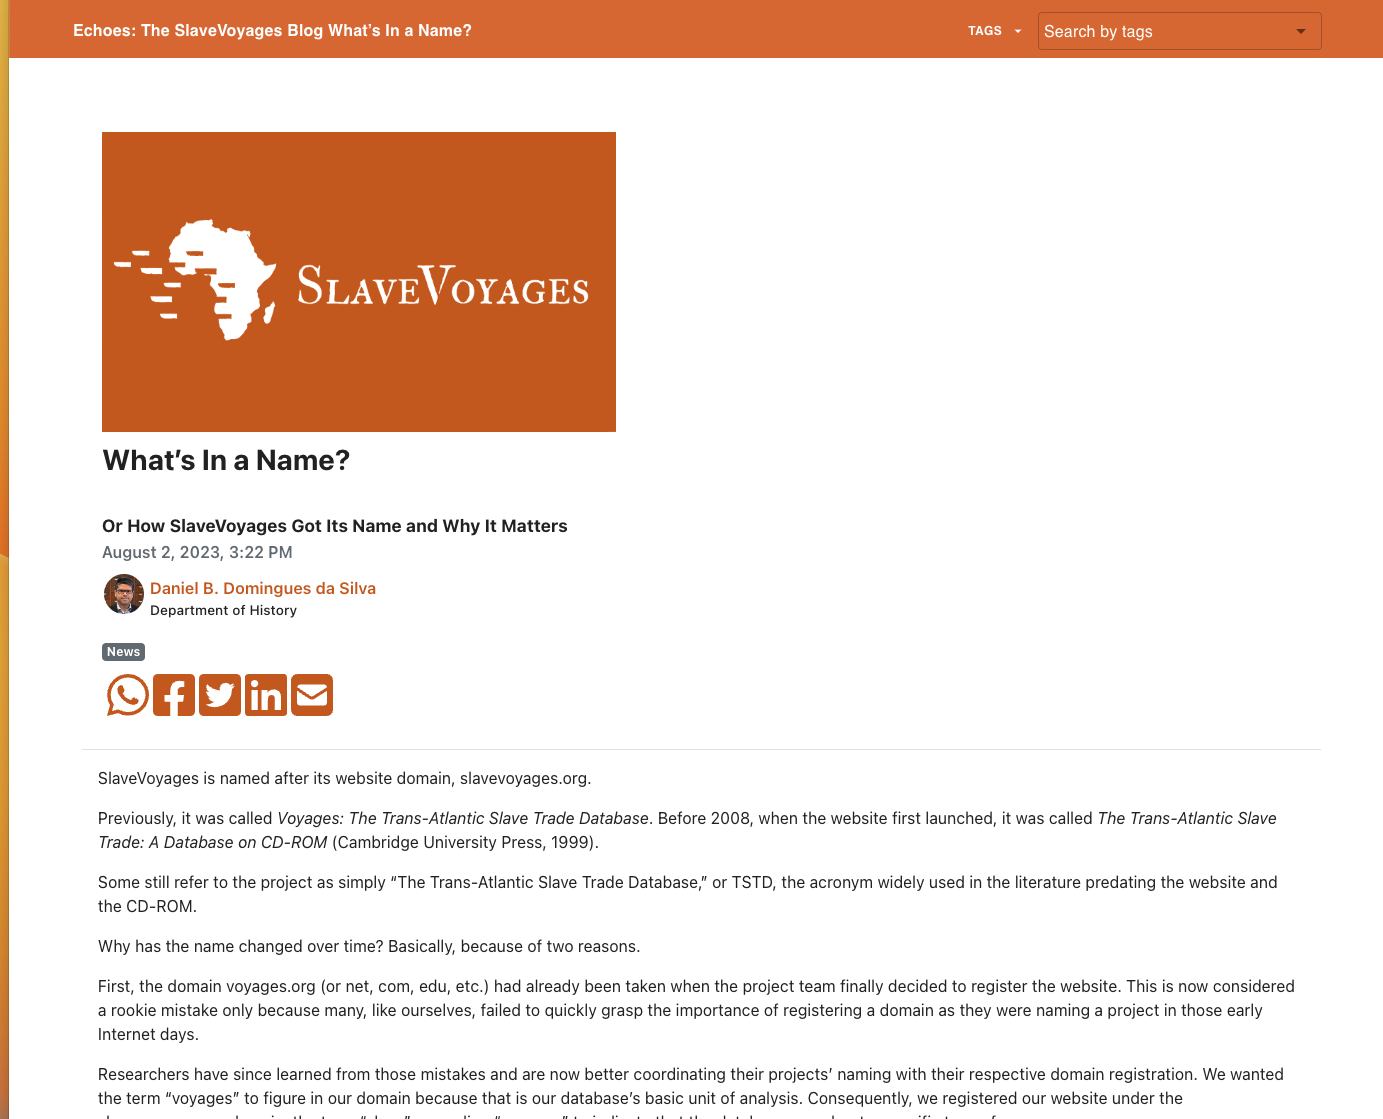 Echoes: The SlaveVoyages Blog What's In a Name?
TAGS
Search by tags
SLAVEVOYAGES
What's In a Name?
Or How SlaveVoyages Got Its Name and Why It Matters
August 2, 2023, 3:22 PM
Daniel B. Domingues da Silva
Department of History
News
SlaveVoyages is named after its website domain, slavevoyages.org.
Previously, it was called Voyages: The Trans-Atlantic Slave Trade Database. Before 2008, when the website first launched, it was called The Trans-Atlantic Slave
Trade: A Database on CD-ROM (Cambridge University Press, 1999).
Some still refer to the project as simply “The Trans-Atlantic Slave Trade Database,” or TSTD, the acronym widely used in the literature predating the website and
the CD-ROM.
Why has the name changed over time? Basically, because of two reasons.
First, the domain voyages.org (or net, com, edu, etc.) had already been taken when the project team finally decided to register the website. This is now considered
a rookie mistake only because many, like ourselves, failed to quickly grasp the importance of registering a domain as they were naming a project in those early
Internet days.
Researchers have since learned from those mistakes and are now better coordinating their projects’ naming with their respective domain registration. We wanted
the term “voyages” to figure in our domain because that is our database’s basic unit of analysis. Consequently, we registered our website under the